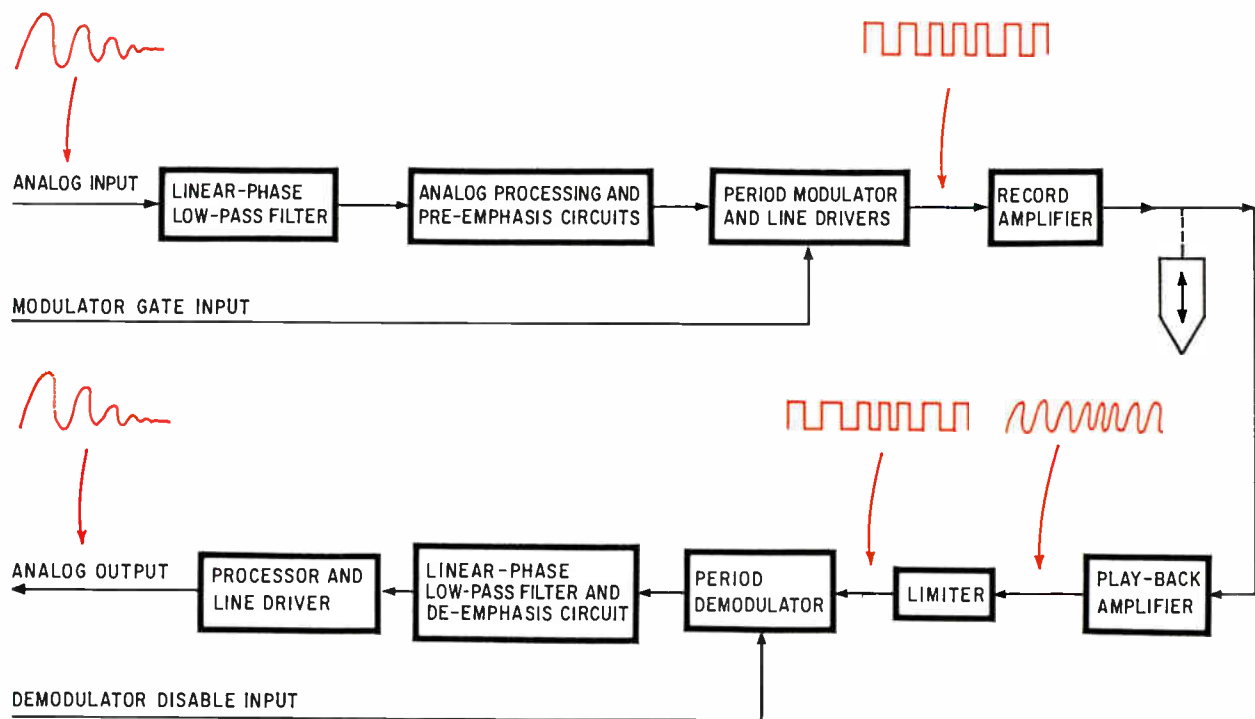 ANALOG INPUT
LINEAR-PHASE
LOW-PASS FILTER
ANALOG PROCESSING AND
PRE-EMPHASIS CIRCUITS
PERIOD MODULATOR
AND LINE DRIVERS
RECORD
AMPLIFIER
MODULATOR GATE INPUT
ANALOG OUTPUT
PROCESSOR AND
LINE DRIVER
LINEAR-PHASE
LOW-PASS FILTER AND
DE-EMPHASIS CIRCUIT
PERIOD
DEMODULATOR
LIMITER
PLAY-BACK
AMPLIFIER
DEMODULATOR DISABLE INPUT